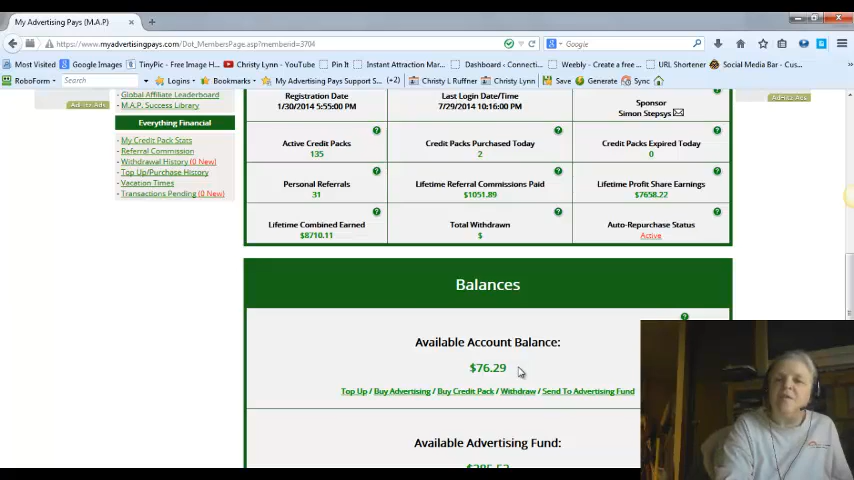 My Advertising Pays (M.A.P)
https://www.myadvertisingpays.com/Dot_MembersPage.asp?memberid=3704
Google
Most Visited Google Images TinyPic - Free Image H... Christy Lynn - YouTube Pin It Instant Attraction Mar... Dashboard - Connecti... Weebly - Create a free ... URL Shortener Social Media Bar - Cus...
RoboForm Search Logins Bookmarks My Advertising Pays Support S... (+2) Christy L Ruffner Christy Lynn Save Generate Sync
Global Affiliate Leaderboard
M.A.P. Success Library
Everything Financial
My Credit Pack Stats
Referral Commission
Withdrawal History (0 New)
Top Up/Purchase History
Vacation Times
Transactions Pending (0 New)
Registration Date
1/30/2014 5:55:00 PM
Last Login Date/Time
7/29/2014 10:16:00 PM
Sponsor
Simon Stepsys
Active Credit Packs
135
Credit Packs Purchased Today
2
Credit Packs Expired Today
0
Personal Referrals
31
Lifetime Referral Commissions Paid
$1051.89
Lifetime Profit Share Earnings
$7658.22
Lifetime Combined Earned
$8710.11
Total Withdrawn
$
Auto-Repurchase Status
Active
Balances
Available Account Balance:
$76.29
Top Up / Buy Advertising / Buy Credit Pack / Withdraw / Send To Advertising Fund
Available Advertising Fund: